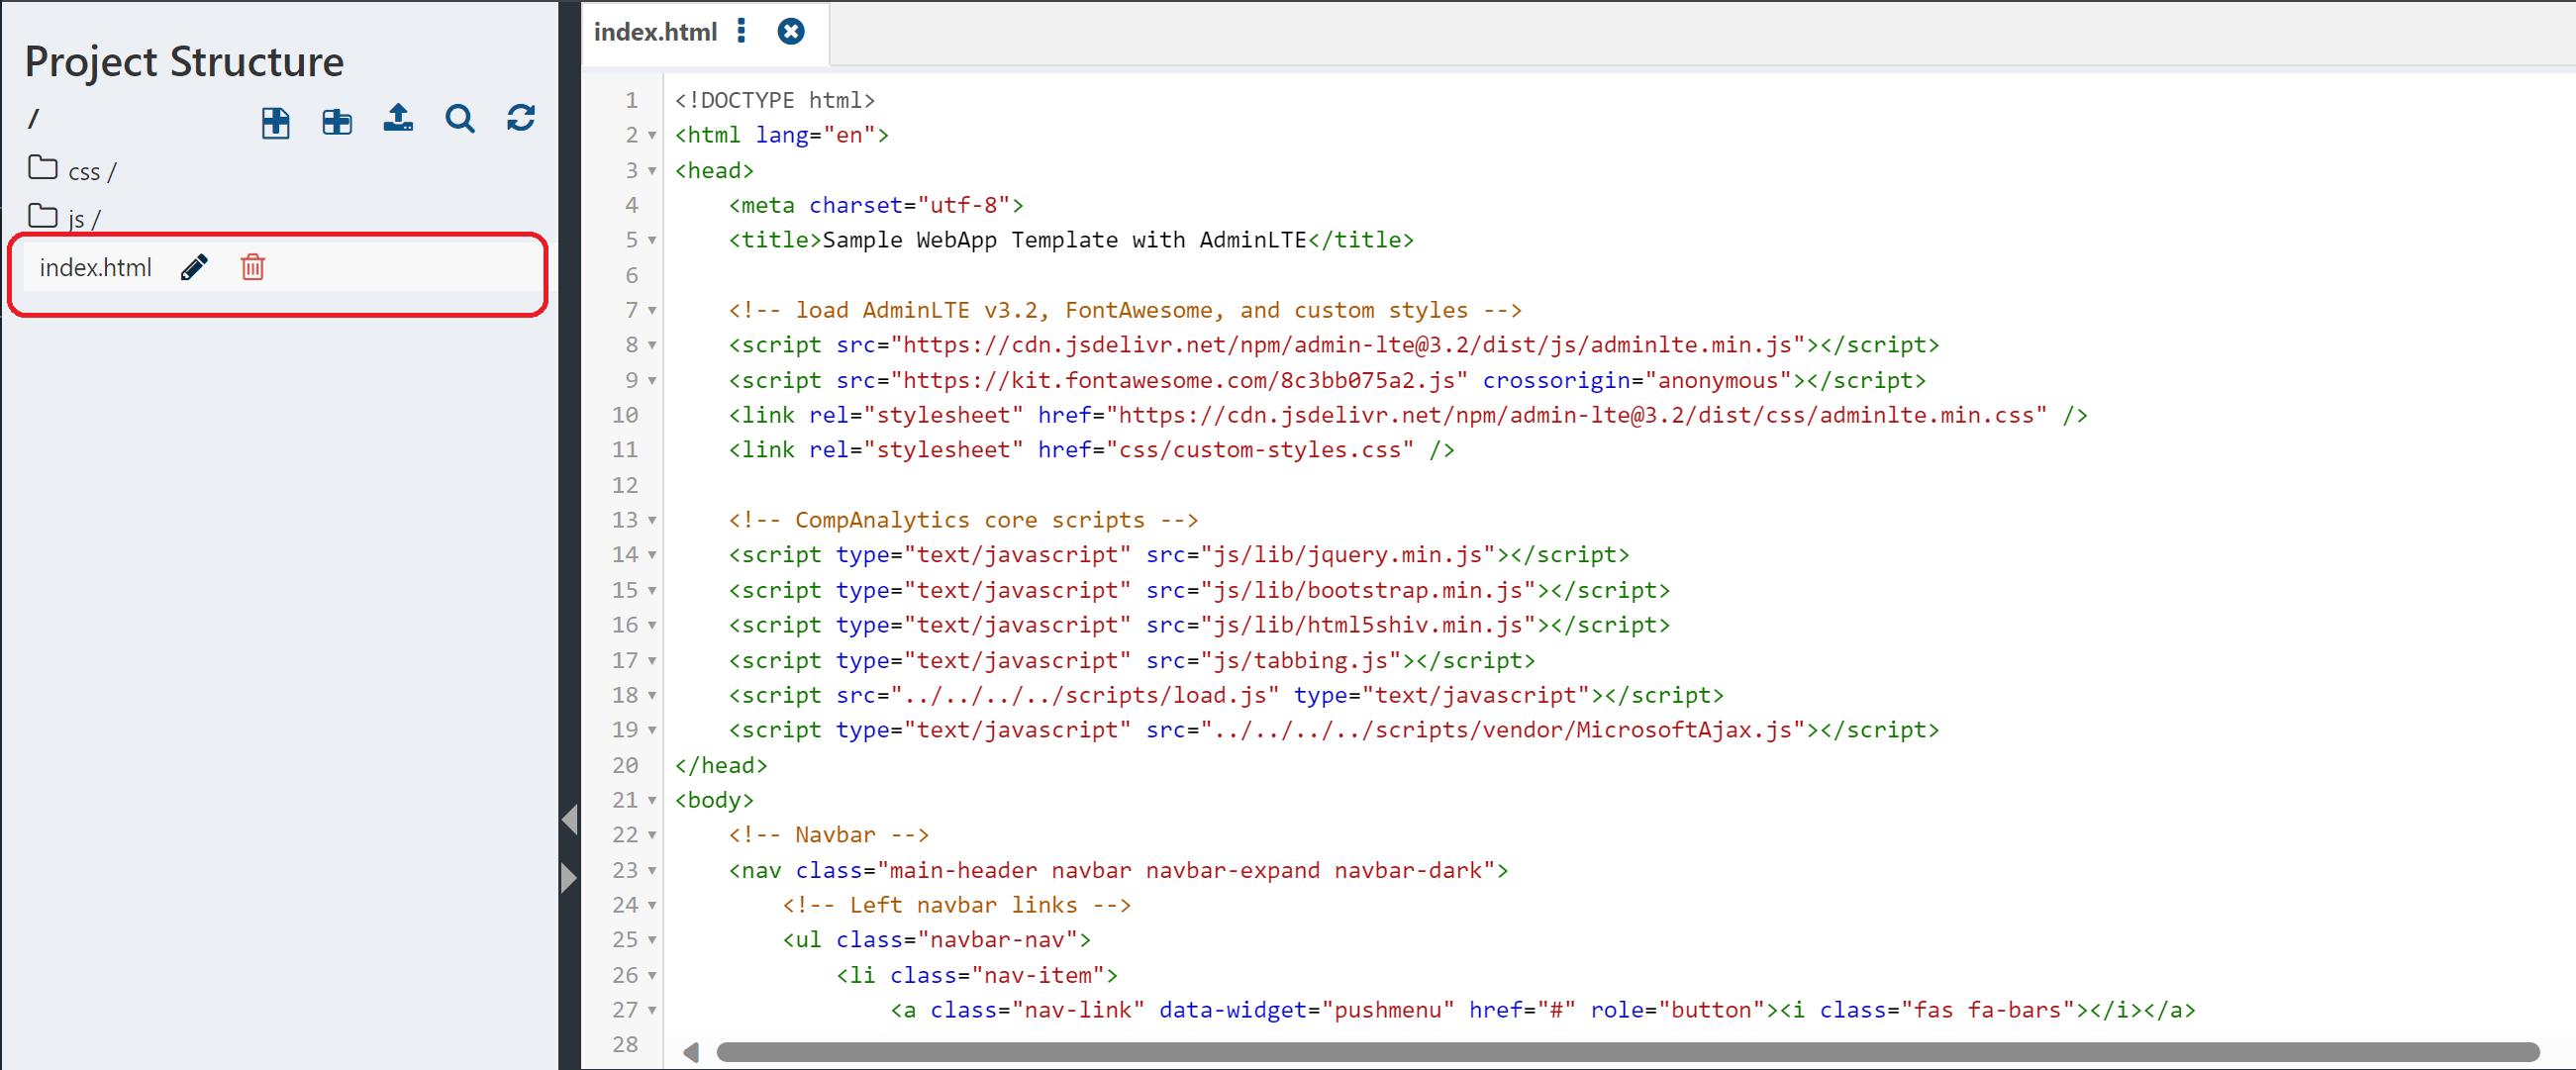 Project Structure
/
css /
js /
index.html
index.html
1 <!DOCTYPE html>
2 <html lang="en">
3 <head>
4     <meta charset="utf-8">
5     <title>Sample WebApp Template with AdminLTE</title>
6
7     <!-- load AdminLTE v3.2, FontAwesome, and custom styles -->
8     <script src="https://cdn.jsdelivr.net/npm/admin-lte@3.2/dist/js/adminlte.min.js"></script>
9     <script src="https://kit.fontawesome.com/8c3bb075a2.js" crossorigin="anonymous"></script>
10     <link rel="stylesheet" href="https://cdn.jsdelivr.net/npm/admin-lte@3.2/dist/css/adminlte.min.css" />
11     <link rel="stylesheet" href="css/custom-styles.css" />
12
13     <!-- CompAnalytics core scripts -->
14     <script type="text/javascript" src="js/lib/jquery.min.js"></script>
15     <script type="text/javascript" src="js/lib/bootstrap.min.js"></script>
16     <script type="text/javascript" src="js/lib/html5shiv.min.js"></script>
17     <script type="text/javascript" src="js/tabbing.js"></script>
18     <script src="../../../../scripts/load.js" type="text/javascript"></script>
19     <script type="text/javascript" src="../../../../scripts/vendor/MicrosoftAjax.js"></script>
20 </head>
21 <body>
22     <!-- Navbar -->
23     <nav class="main-header navbar navbar-expand navbar-dark">
24         <!-- Left navbar links -->
25         <ul class="navbar-nav">
26             <li class="nav-item">
27                 <a class="nav-link" data-widget="pushmenu" href="#" role="button"><i class="fas fa-bars"></i></a>
28